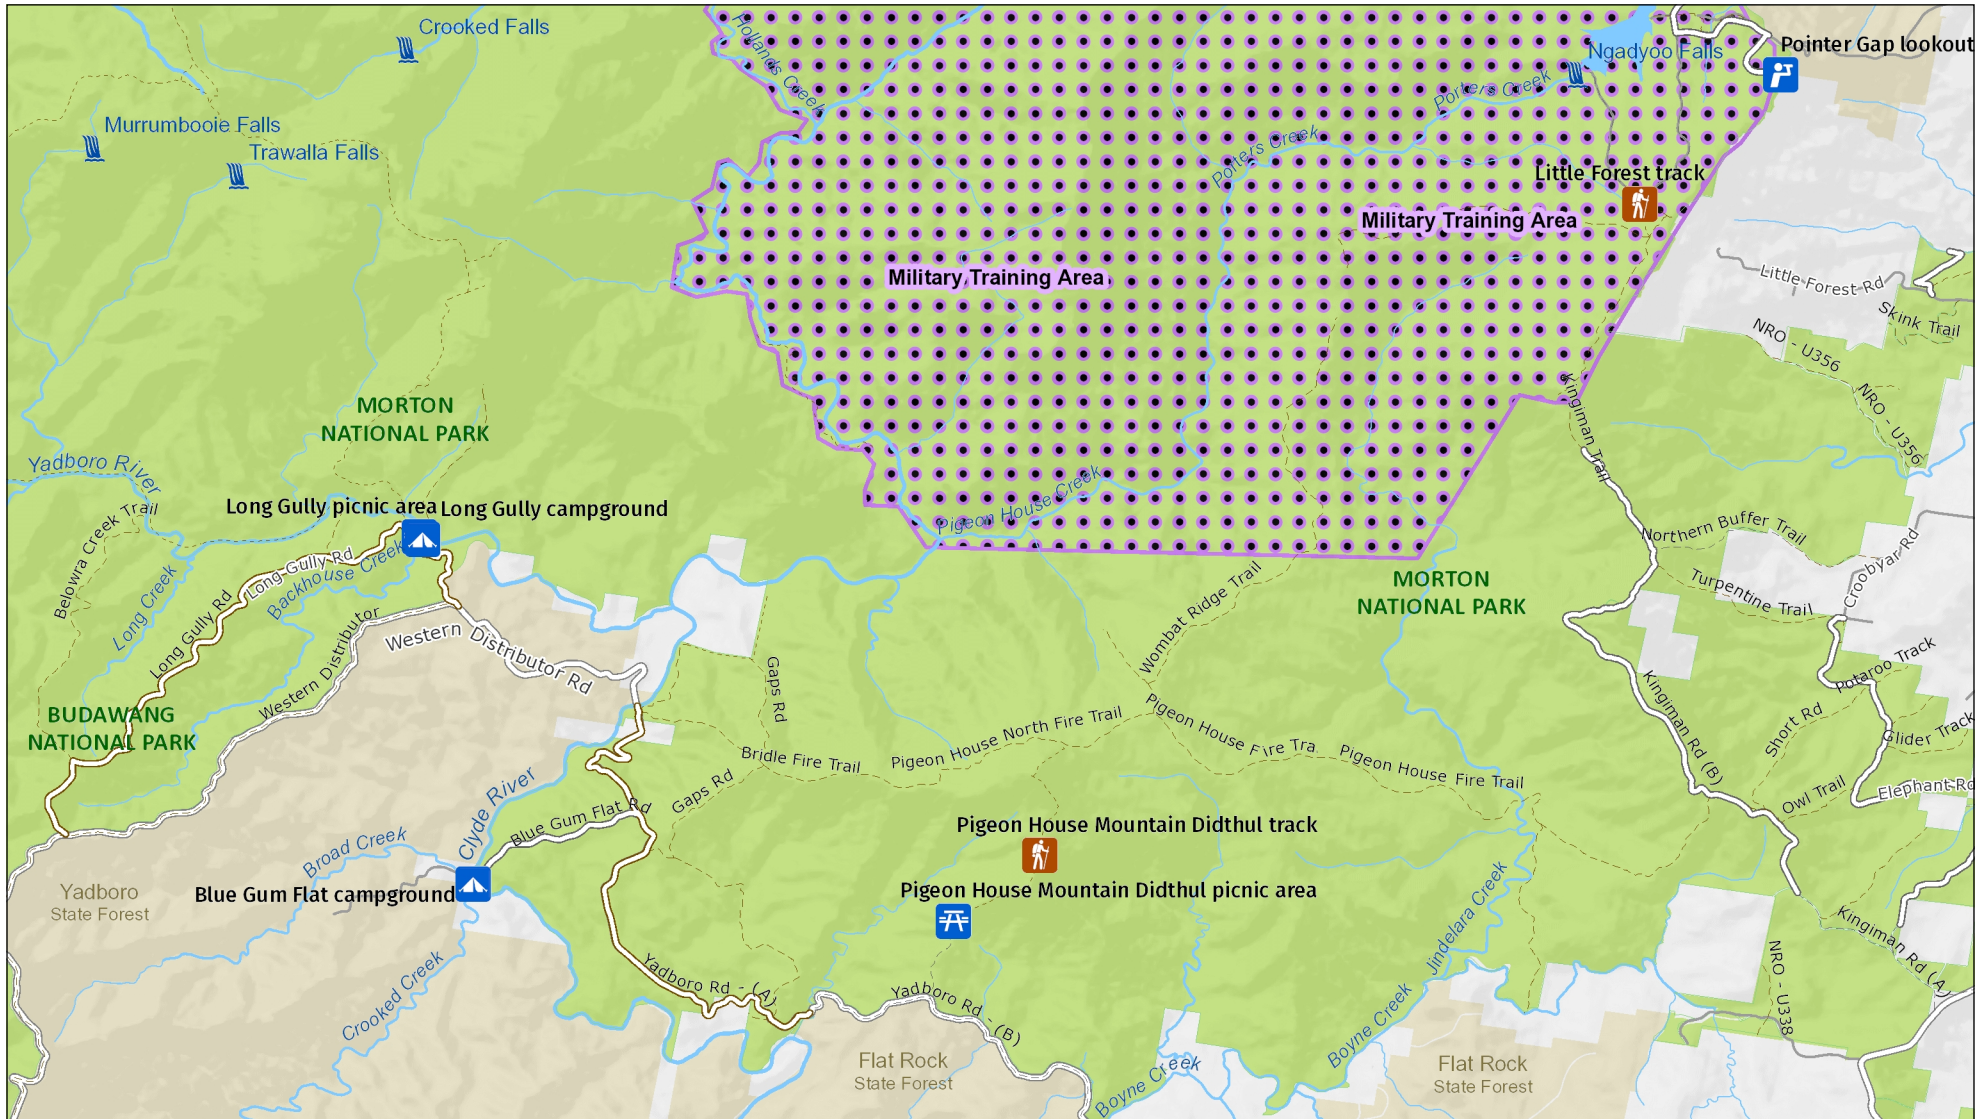 Crooked Falls
Hollands Creek
Ngadyoo Falls
Pointer Gap lookout
Porters Creek
Murrumbooie Falls
Trawalla Falls
Porters Creek
Little Forest track
Military Training Area
Military Training Area
Little Forest Rd
Skink Trail
NRO - U356
NRO - U356
Kingiman Trail
MORTON
NATIONAL PARK
Yadboro River
Belowra Creek Trail
Long Gully picnic area
Long Gully campground
Pigeon House Creek
Northern Buffer Trail
Croobyar Rd
Turpentine Trail
Long Gully Rd
Backhouse Creek
Long Creek
Long Gully Rd
MORTON
NATIONAL PARK
Wombat Ridge Trail
Western Distributor
Western Distributor Rd
Potaroo Track
Gaps Rd
Kingiman Rd (B)
Short Rd
Glider Track
BUDAWANG
NATIONAL PARK
Pigeon House North Fire Trail
Pigeon House Fire Tra
Pigeon House Fire Trail
Bridle Fire Trail
Gaps Rd
Owl Trail
Elephant Rd
Clyde River
Blue Gum Flat Rd
Broad Creek
Pigeon House Mountain Didthul track
Pigeon House Mountain Didthul picnic area
Yadboro
State Forest
Blue Gum Flat campground
Jindelara Creek
Kingiman Rd (A)
NRO - U338
Crooked Creek
Yadboro Rd - (A)
Yadboro Rd - (B)
Boyne Creek
Flat Rock
State Forest
Boyne Creek
Flat Rock
State Forest